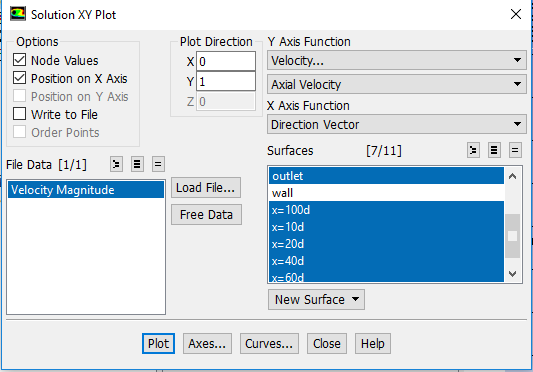 Solution XY Plot
Options
Node Values
Position on X Axis
Position on Y Axis
Write to File
Order Points
Plot Direction
X 0
Y 1
Z 0
Y Axis Function
Velocity...
Axial Velocity
X Axis Function
Direction Vector
File Data [1/1]
Velocity Magnitude
Load File...
Free Data
Surfaces [7/11]
outlet
wall
x=100d
x=10d
x=20d
x=40d
x=60d
New Surface
Plot Axes... Curves... Close Help